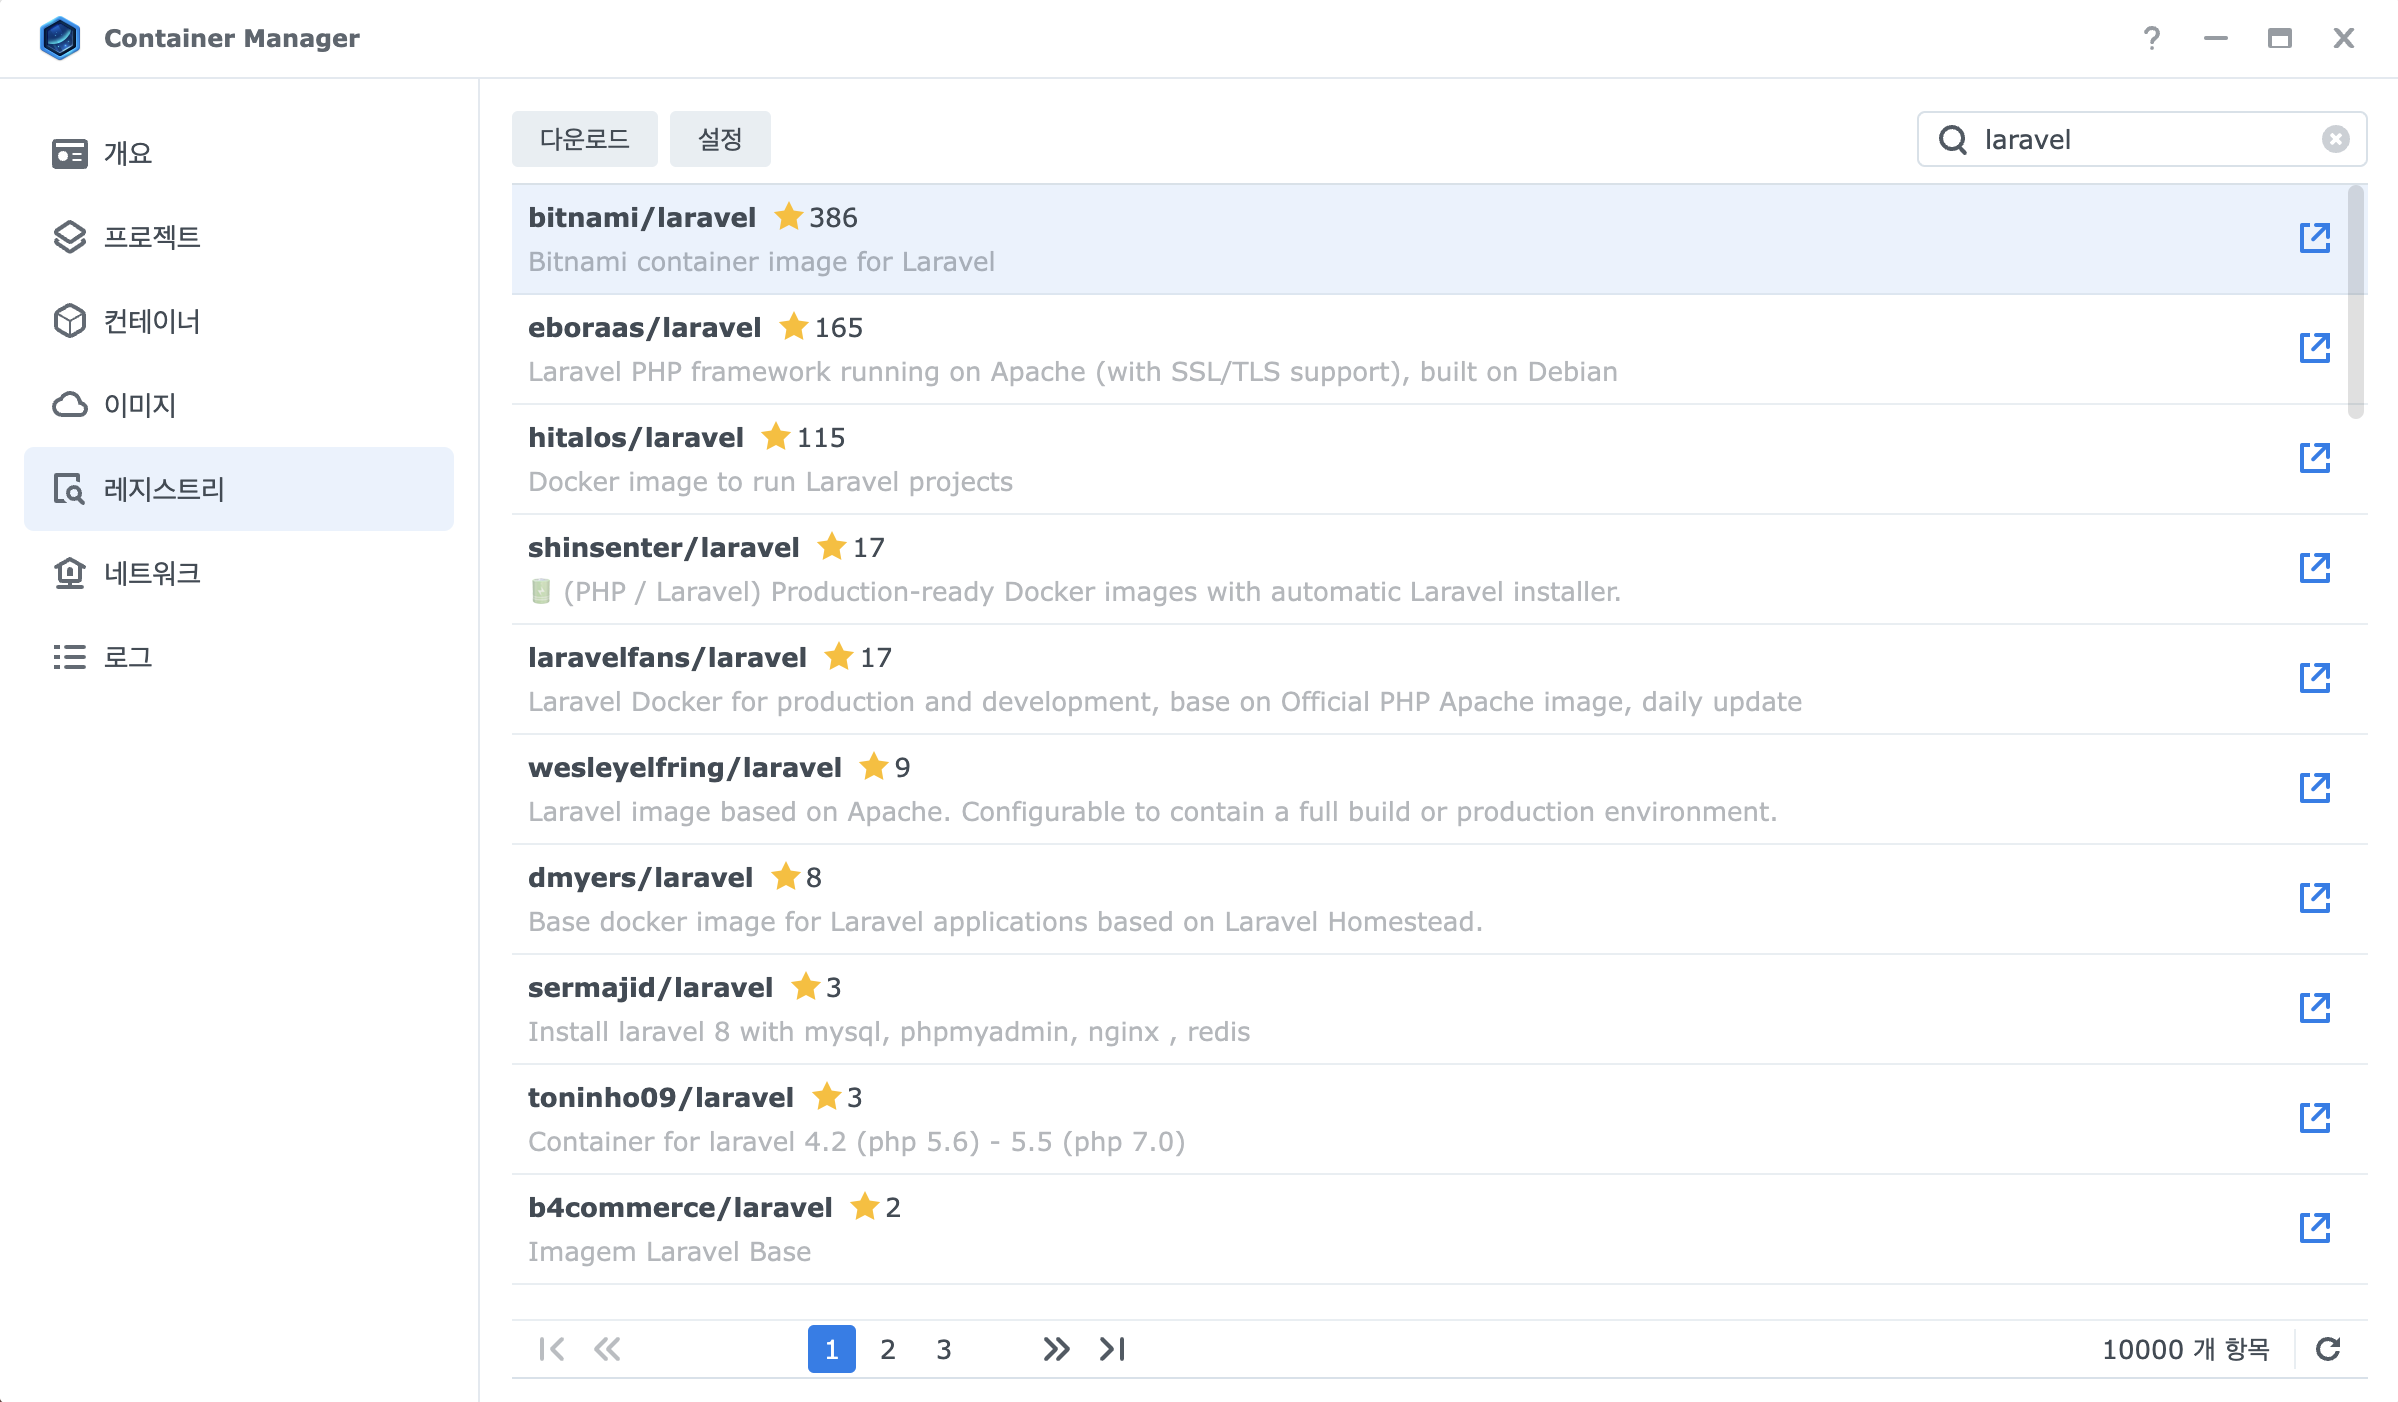 Container Manager
개요
프로젝트
컨테이너
이미지
레지스트리
네트워크
로그
다운로드 설정 laravel
bitnami/laravel 386
Bitnami container image for Laravel
eboraas/laravel 165
Laravel PHP framework running on Apache (with SSL/TLS support), built on Debian
hitalos/laravel 115
Docker image to run Laravel projects
shinsenter/laravel 17
(PHP / Laravel) Production-ready Docker images with automatic Laravel installer.
laravelfans/laravel 17
Laravel Docker for production and development, base on Official PHP Apache image, daily update
wesleyelfring/laravel 9
Laravel image based on Apache. Configurable to contain a full build or production environment.
dmyers/laravel 8
Base docker image for Laravel applications based on Laravel Homestead.
sermajid/laravel 3
Install laravel 8 with mysql, phpmyadmin, nginx , redis
toninho09/laravel 3
Container for laravel 4.2 (php 5.6) - 5.5 (php 7.0)
b4commerce/laravel 2
Imagem Laravel Base
1 2 3 10000 개 항목